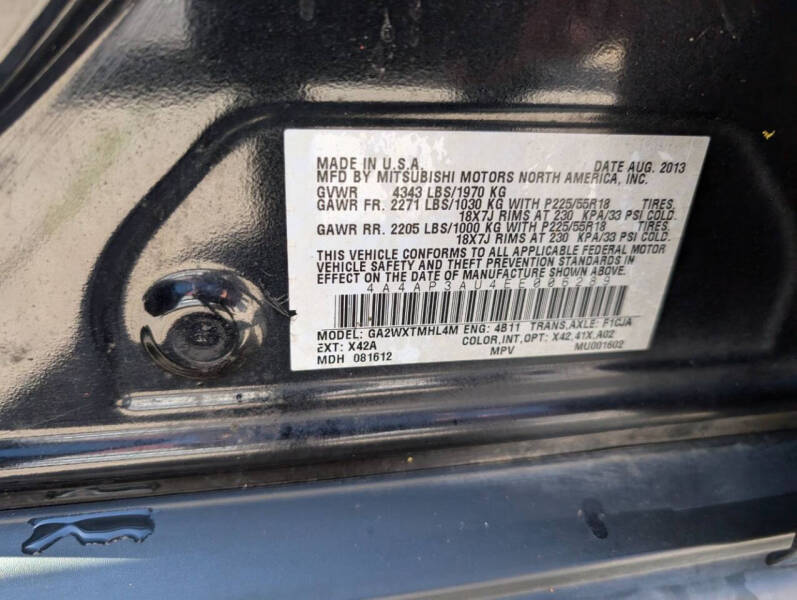 MADE IN U.S.A. DATE AUG. 2013
MFD BY MITSUBISHI MOTORS NORTH AMERICA, INC.
GVWR 4343 LBS/1970 KG
GAWR FR. 2271 LBS/1030 KG WITH P225/55R18 TIRES,
18X7J RIMS AT 230 KPA/33 PSI COLD.
GAWR RR. 2205 LBS/1000 KG WITH P225/55R18 TIRES,
18X7J RIMS AT 230 KPA/33 PSI COLD.
THIS VEHICLE CONFORMS TO ALL APPLICABLE FEDERAL MOTOR
VEHICLE SAFETY AND THEFT PREVENTION STANDARDS IN
EFFECT ON THE DATE OF MANUFACTURE SHOWN ABOVE.
4A4AP3AU4EE006289
MODEL: GA2WXTMHL4M ENG: 4B11 TRANS,AXLE: F1CJA
EXT: X42A COLOR,INT,OPT: X42,41X,A02
MDH 081612 MPV MU001602